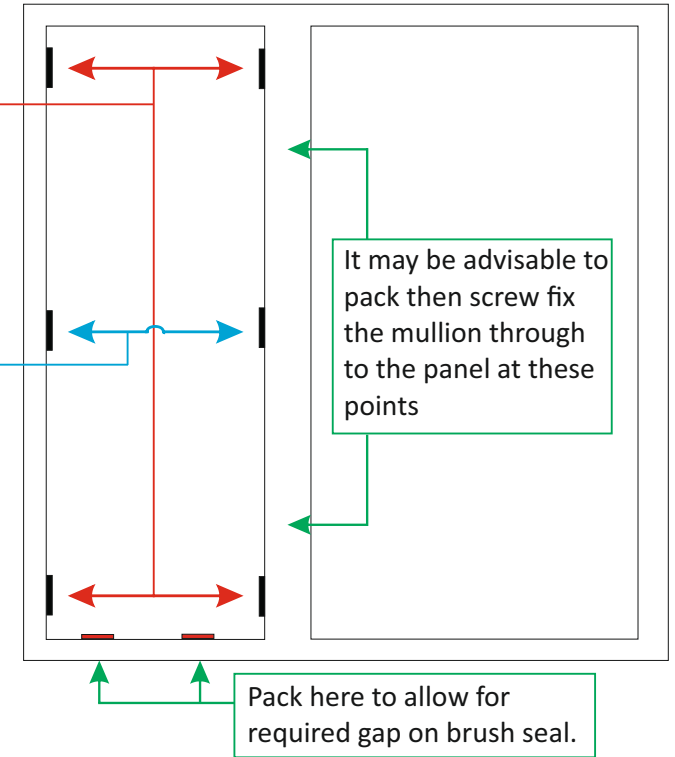 It may be advisable to
pack then screw fix
the mullion through
to the panel at these
points
Pack here to allow for
required gap on brush seal.